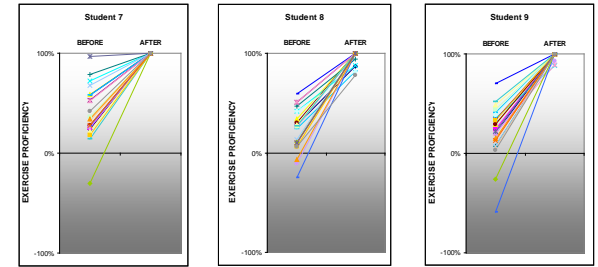 Student 7
BEFORE AFTER
100%
0%
-100%
EXERCISE PROFICIENCY
Student 8
BEFORE AFTER
100%
0%
-100%
EXERCISE PROFICIENCY
Student 9
BEFORE AFTER
100%
0%
-100%
EXERCISE PROFICIENCY